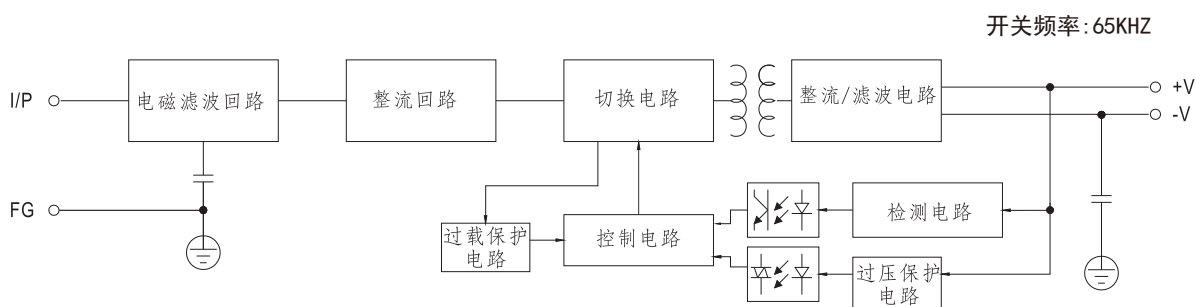 开关频率:65KHZ
I/P
电磁滤波回路
整流回路
切换电路
整流/滤波电路
+V
-V
FG
过载保护
电路
控制电路
检测电路
过压保护
电路